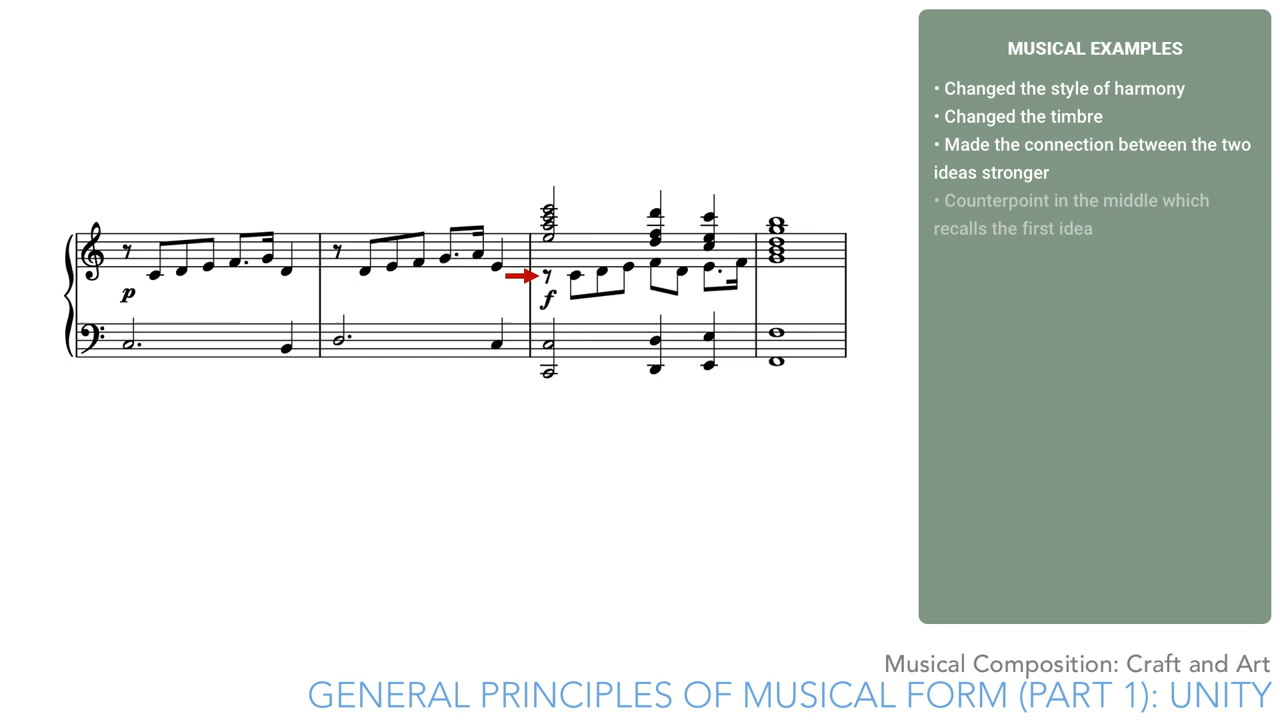 MUSICAL EXAMPLES
• Changed the style of harmony
• Changed the timbre
• Made the connection between the two
ideas stronger
• Counterpoint in the middle which
recalls the first idea
p
f
Musical Composition: Craft and Art
GENERAL PRINCIPLES OF MUSICAL FORM (PART 1): UNITY